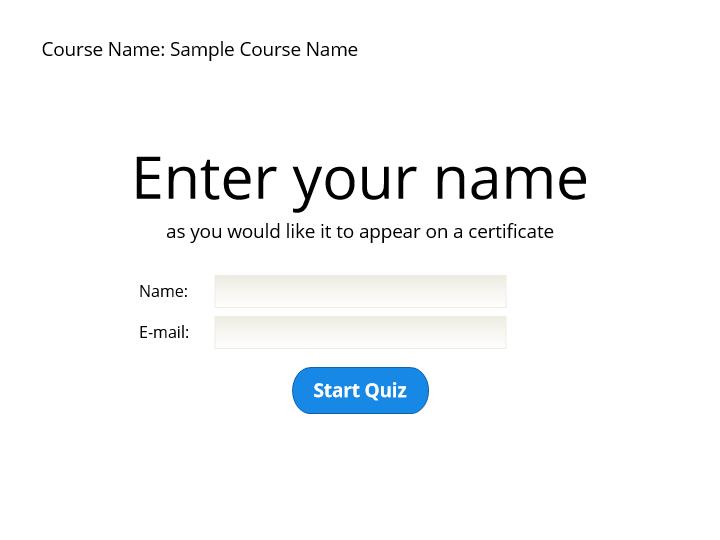 Course Name: Sample Course Name
Enter your name
as you would like it to appear on a certificate
Name:
E-mail:
Start Quiz